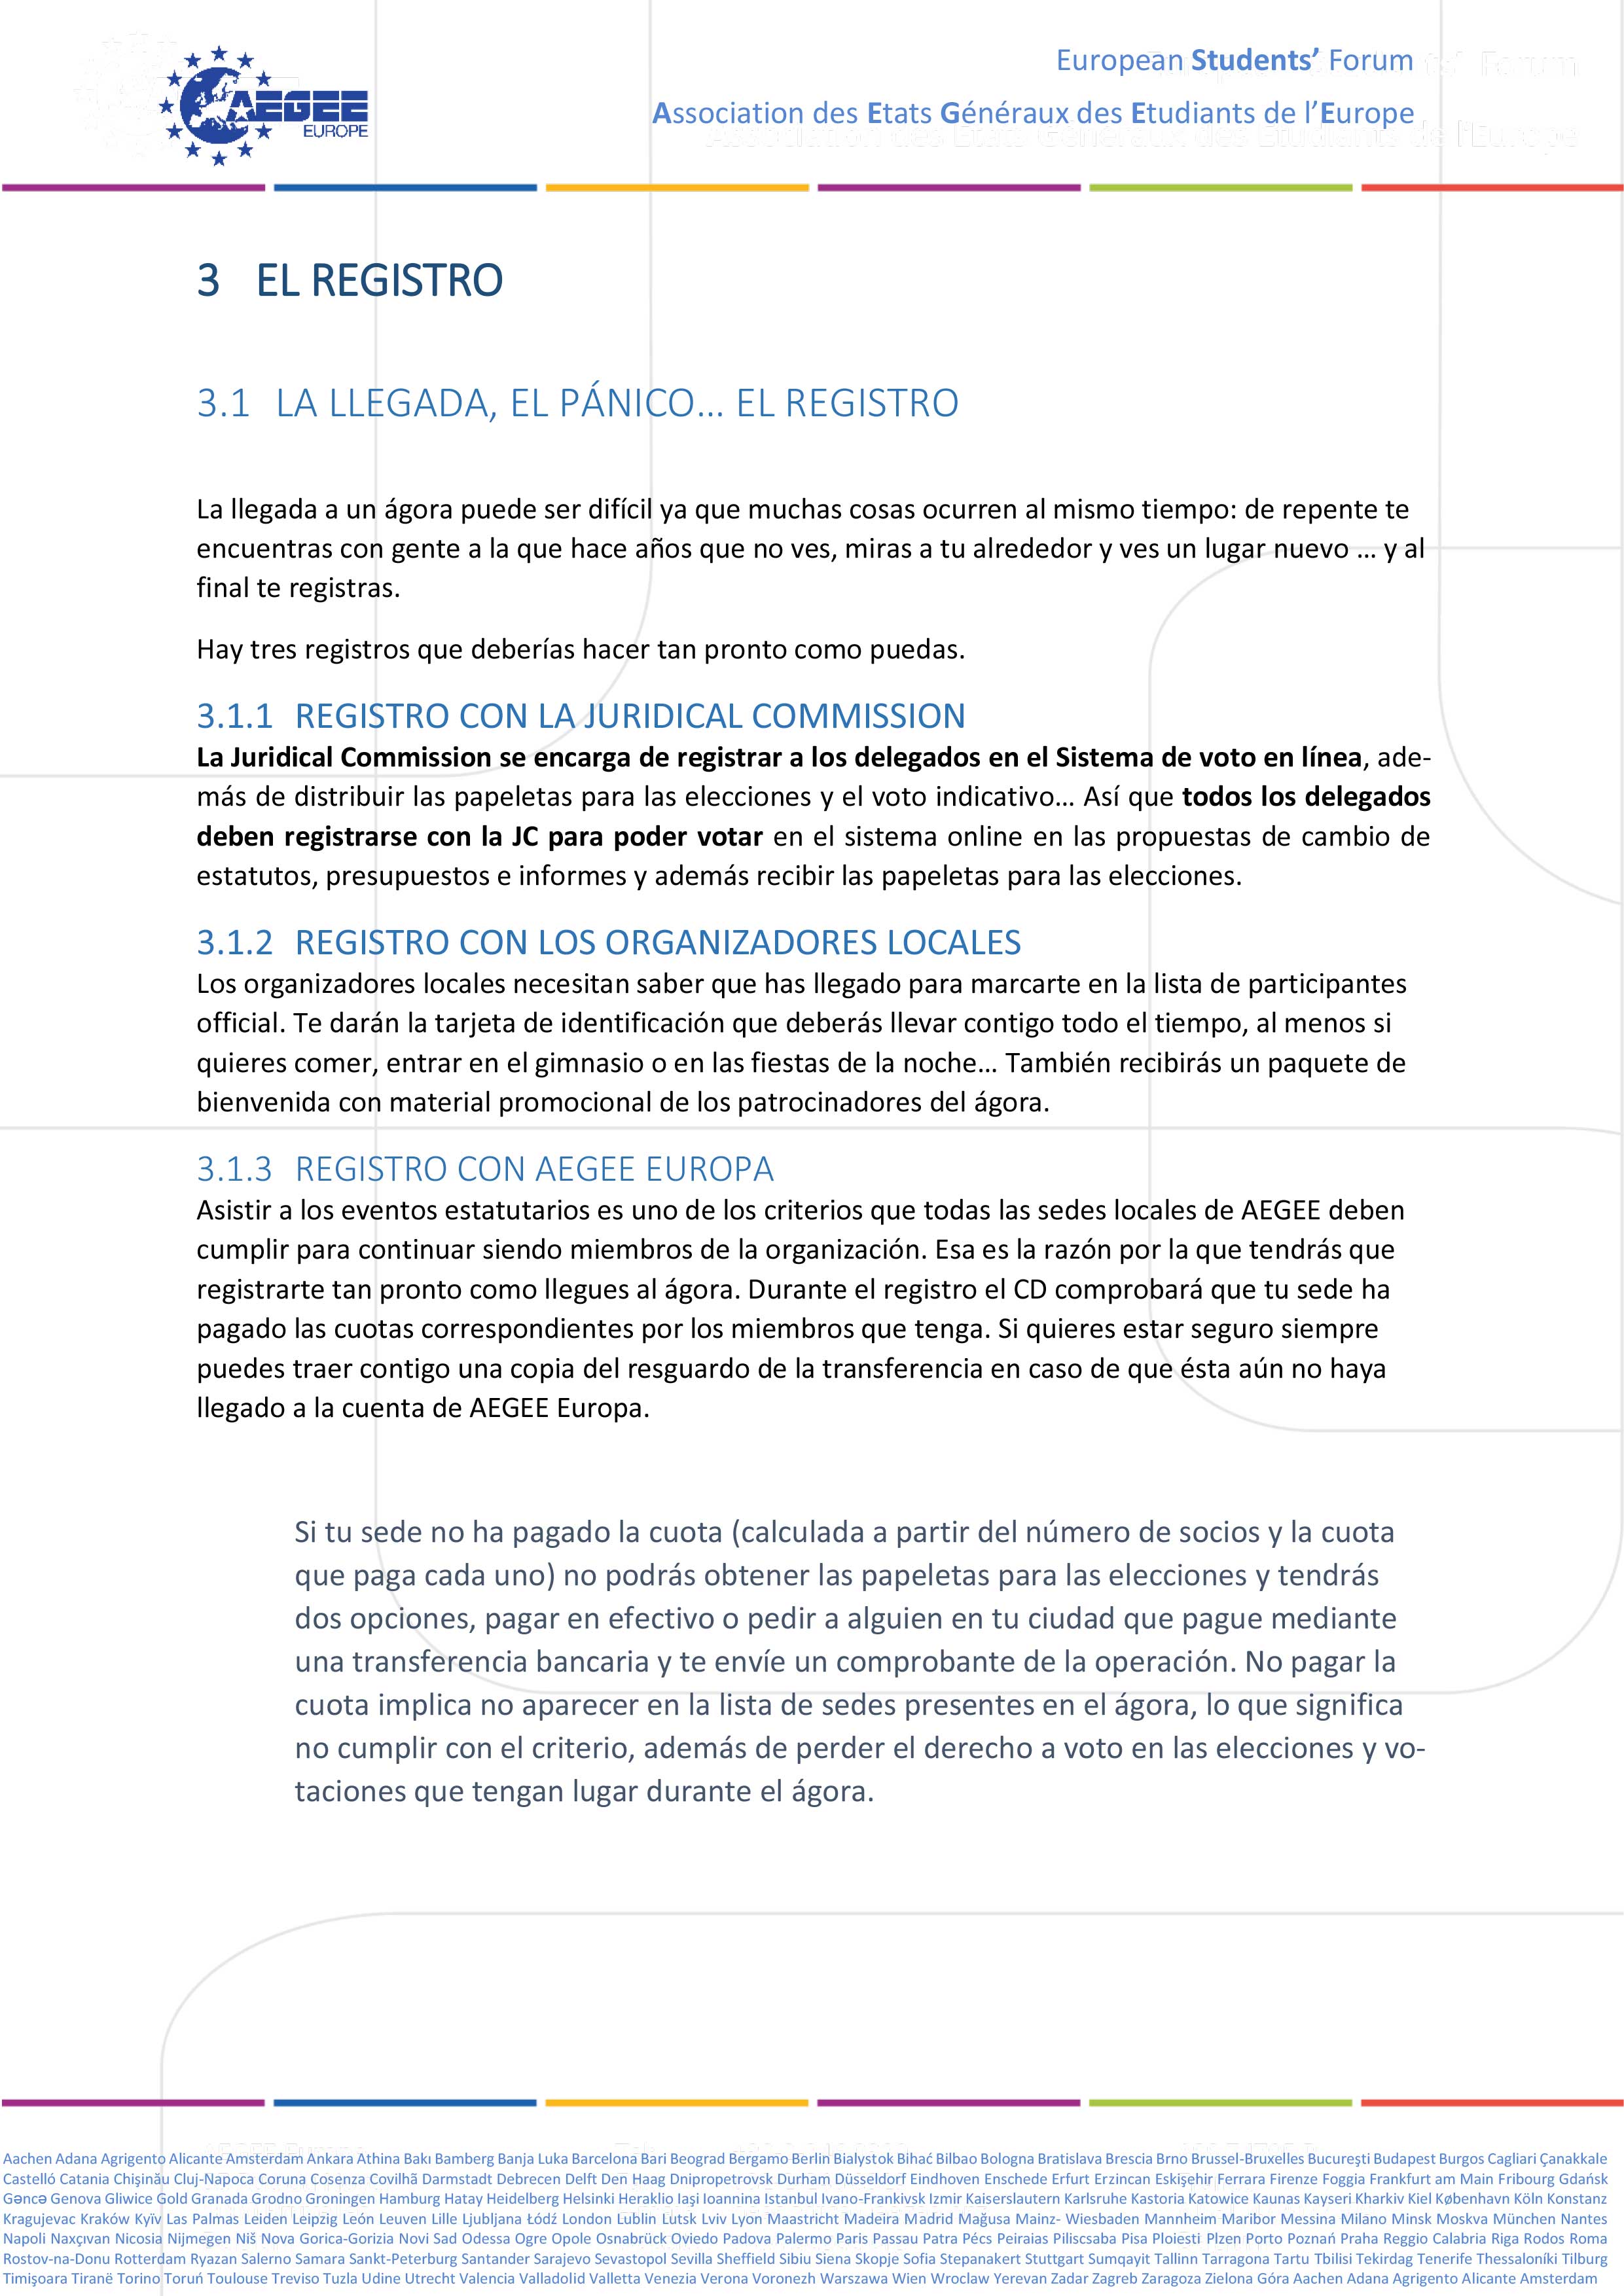 AEGEE
EUROPE
European Students’ Forum
Association des Etats Généraux des Etudiants de l’Europe
3 EL REGISTRO
3.1 LA LLEGADA, EL PÁNICO… EL REGISTRO
La llegada a un ágora puede ser difícil ya que muchas cosas ocurren al mismo tiempo: de repente te
encuentras con gente a la que hace años que no ves, miras a tu alrededor y ves un lugar nuevo … y al
final te registras.
Hay tres registros que deberías hacer tan pronto como puedas.
3.1.1 REGISTRO CON LA JURIDICAL COMMISSION
La Juridical Commission se encarga de registrar a los delegados en el Sistema de voto en línea, ade-
más de distribuir las papeletas para las elecciones y el voto indicativo… Así que todos los delegados
deben registrarse con la JC para poder votar en el sistema online en las propuestas de cambio de
estatutos, presupuestos e informes y además recibir las papeletas para las elecciones.
3.1.2 REGISTRO CON LOS ORGANIZADORES LOCALES
Los organizadores locales necesitan saber que has llegado para marcarte en la lista de participantes
official. Te darán la tarjeta de identificación que deberás llevar contigo todo el tiempo, al menos si
quieres comer, entrar en el gimnasio o en las fiestas de la noche… También recibirás un paquete de
bienvenida con material promocional de los patrocinadores del ágora.
3.1.3 REGISTRO CON AEGEE EUROPA
Asistir a los eventos estatutarios es uno de los criterios que todas las sedes locales de AEGEE deben
cumplir para continuar siendo miembros de la organización. Esa es la razón por la que tendrás que
registrarte tan pronto como llegues al ágora. Durante el registro el CD comprobará que tu sede ha
pagado las cuotas correspondientes por los miembros que tenga. Si quieres estar seguro siempre
puedes traer contigo una copia del resguardo de la transferencia en caso de que ésta aún no haya
llegado a la cuenta de AEGEE Europa.
Si tu sede no ha pagado la cuota (calculada a partir del número de socios y la cuota
que paga cada uno) no podrás obtener las papeletas para las elecciones y tendrás
dos opciones, pagar en efectivo o pedir a alguien en tu ciudad que pague mediante
una transferencia bancaria y te envíe un comprobante de la operación. No pagar la
cuota implica no aparecer en la lista de sedes presentes en el ágora, lo que significa
no cumplir con el criterio, además de perder el derecho a voto en las elecciones y vo-
taciones que tengan lugar durante el ágora.
Aachen Adana Agrigento Alicante Amsterdam Ankara Athina Bakı Bamberg Banja Luka Barcelona Bari Beograd Bergamo Berlin Bialystok Bihać Bilbao Bologna Bratislava Brescia Brno Brussel-Bruxelles Bucureşti Budapest Burgos Cagliari Çanakkale
Castelló Catania Chişinău Cluj-Napoca Coruna Cosenza Covilhã Darmstadt Debrecen Delft Den Haag Dnipropetrovsk Durham Düsseldorf Eindhoven Enschede Erfurt Erzincan Eskişehir Ferrara Firenze Foggia Frankfurt am Main Fribourg Gdańsk
Gəncə Genova Gliwice Gold Granada Grodno Groningen Hamburg Hatay Heidelberg Helsinki Heraklio Iaşi Ioannina Istanbul Ivano-Frankivsk Izmir Kaiserslautern Karlsruhe Kastoria Katowice Kaunas Kayseri Kharkiv Kiel København Köln Konstanz
Kragujevac Kraków Kyïv Las Palmas Leiden Leipzig León Leuven Lille Ljubljana Łódź London Lublin Lutsk Lviv Lyon Maastricht Madeira Madrid Mağusa Mainz- Wiesbaden Mannheim Maribor Messina Milano Minsk Moskva München Nantes
Napoli Naxçıvan Nicosia Nijmegen Niš Nova Gorica-Gorizia Novi Sad Odessa Ogre Opole Osnabrück Oviedo Padova Palermo Paris Passau Patra Pécs Peiraias Piliscsaba Pisa Ploieşti Plzen Porto Poznań Praha Reggio Calabria Riga Rodos Roma
Rostov-na-Donu Rotterdam Ryazan Salerno Samara Sankt-Peterburg Santander Sarajevo Sevastopol Sevilla Sheffield Sibiu Siena Skopje Sofia Stepanakert Stuttgart Sumqayit Tallinn Tarragona Tartu Tbilisi Tekirdag Tenerife Thessaloníki Tilburg
Timişoara Tiranë Torino Toruń Toulouse Treviso Tuzla Udine Utrecht Valencia Valladolid Valletta Venezia Verona Voronezh Warszawa Wien Wroclaw Yerevan Zadar Zagreb Zaragoza Zielona Góra Aachen Adana Agrigento Alicante Amsterdam